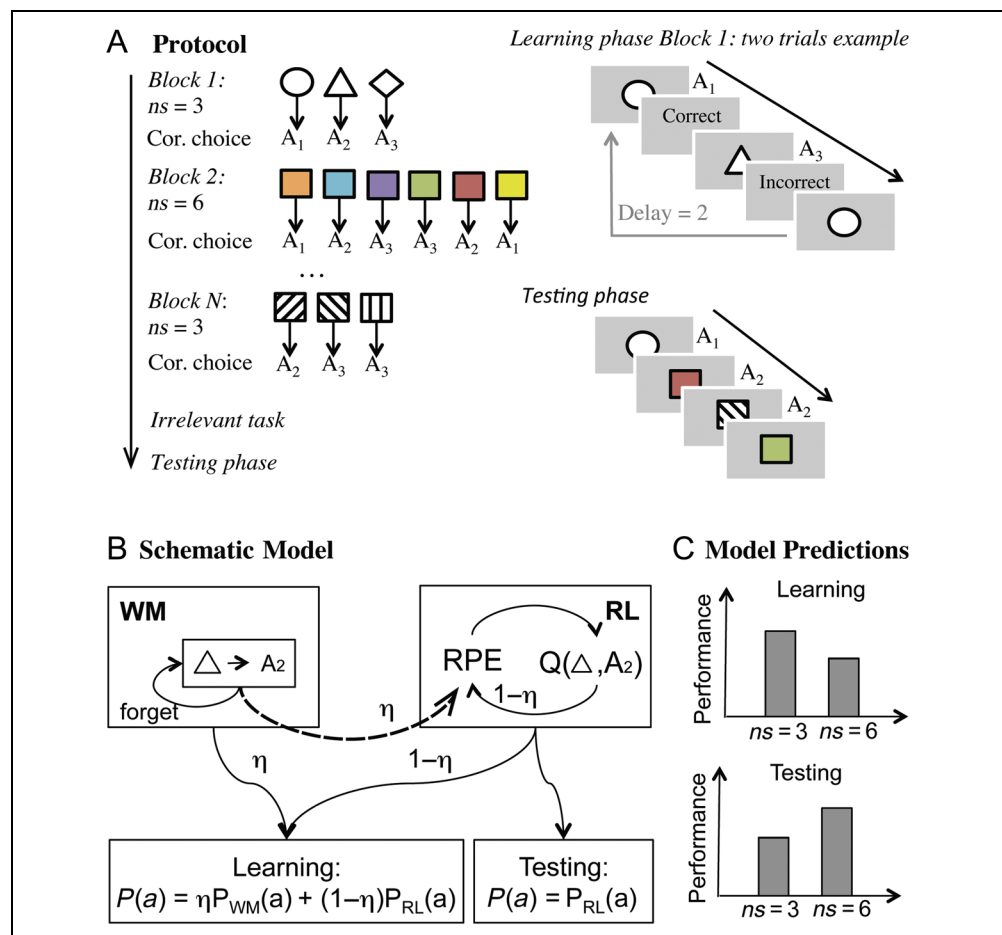 A Protocol
Block 1:
ns = 3
Cor. choice A1 A2 A3
Block 2:
ns = 6
Cor. choice A1 A2 A3 A3 A2 A1
...
Block N:
ns = 3
Cor. choice A2 A3 A3
Irrelevant task
Testing phase
Learning phase Block 1: two trials example
A1
Correct
A3
Incorrect
Delay = 2
Testing phase
A1
A2
A2
B Schematic Model
WM
A2
forget
η
RL
RPE Q(△,A2)
1−η
η
1−η
Learning:
P(a) = ηPWM(a) + (1−η)PRL(a)
Testing:
P(a) = PRL(a)
C Model Predictions
Learning
Performance
ns = 3 ns = 6
Testing
Performance
ns = 3 ns = 6